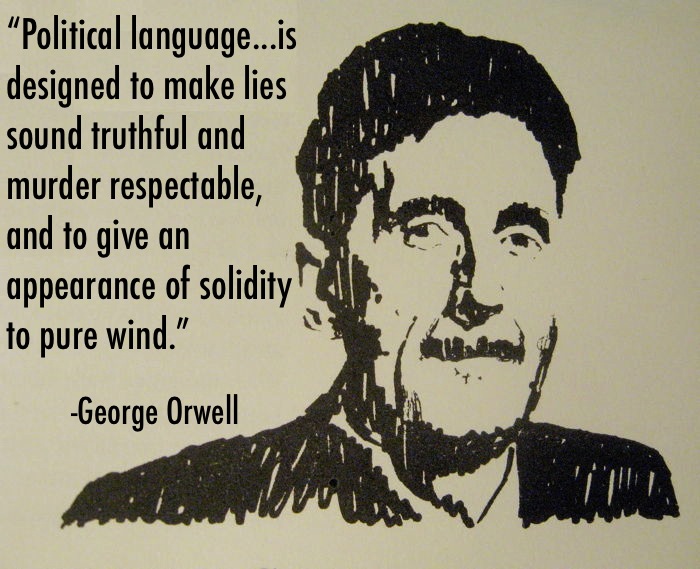 “Political language...is
designed to make lies
sound truthful and
murder respectable,
and to give an
appearance of solidity
to pure wind.”
-George Orwell